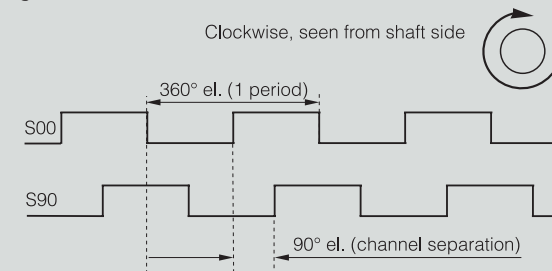 Clockwise, seen from shaft side
360° el. (1 period)
S00
S90
90° el. (channel separation)